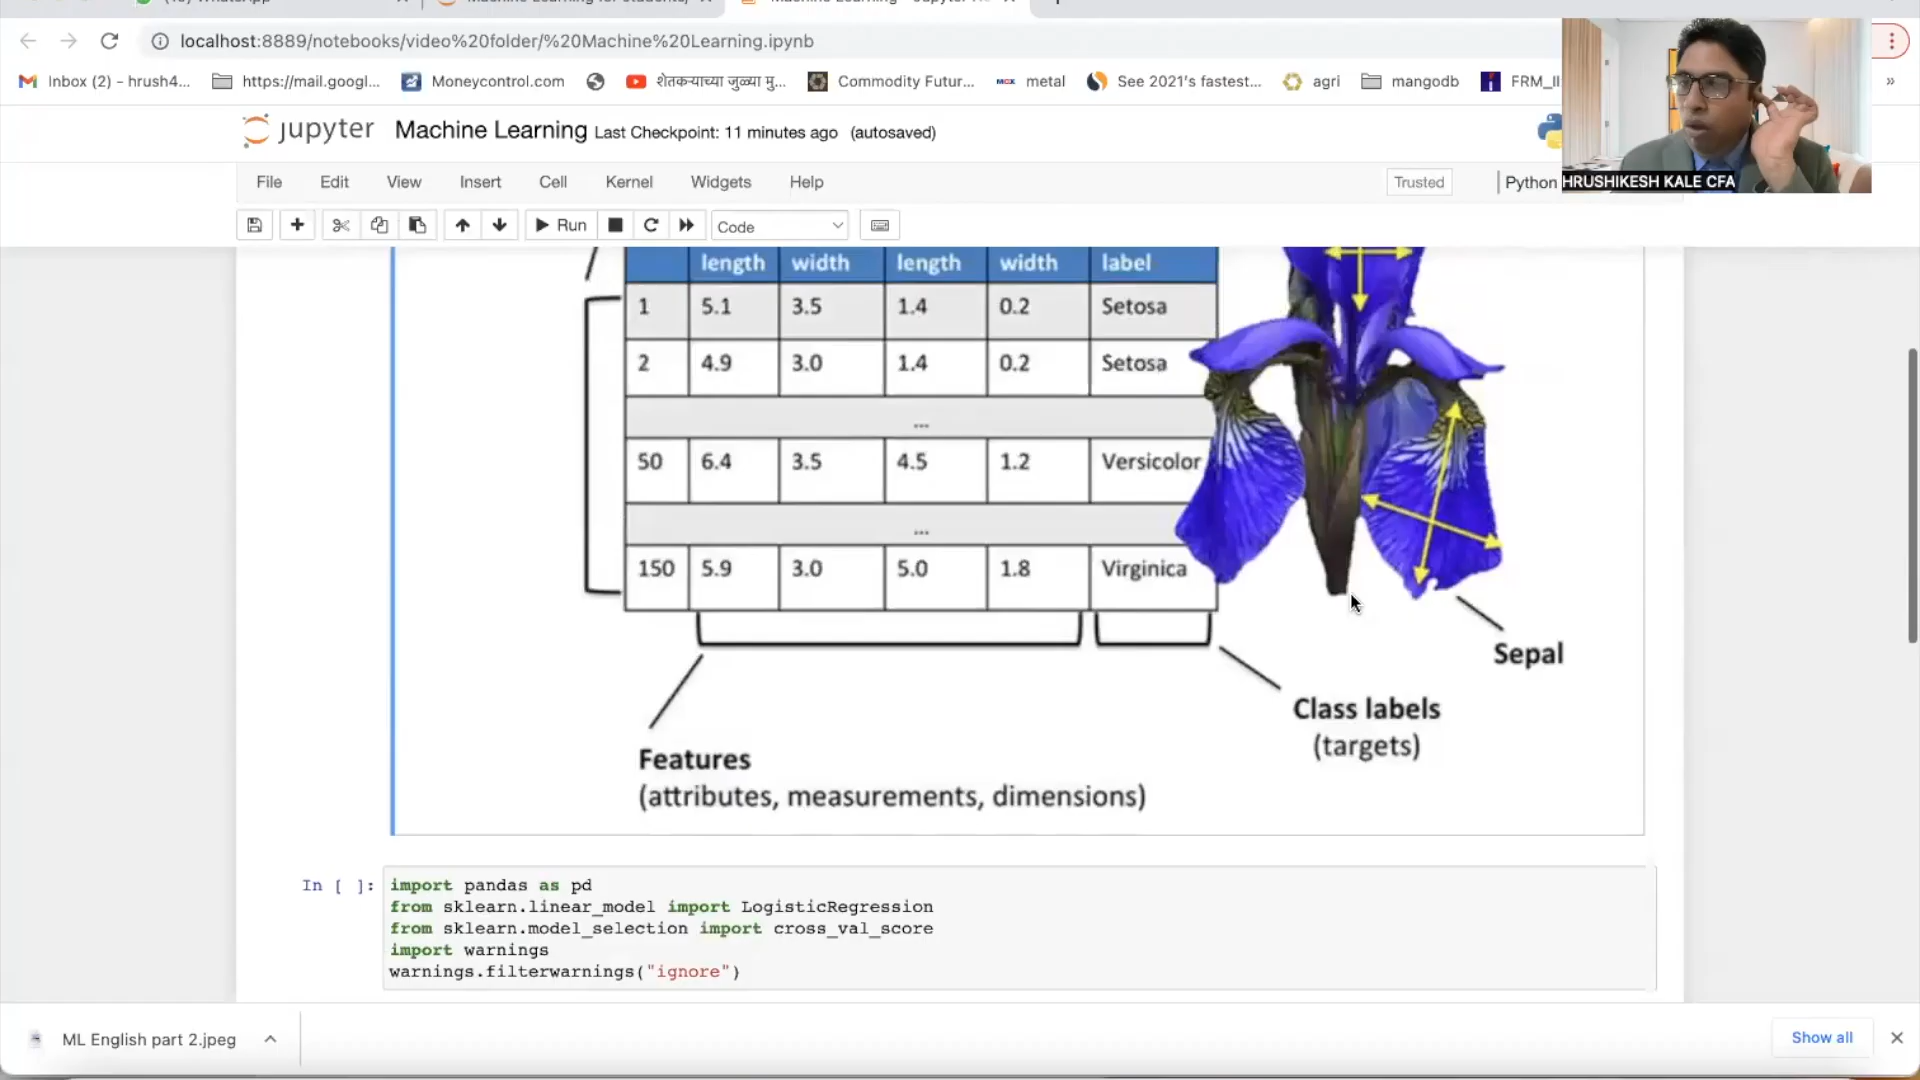 localhost:8889/notebooks/video%20folder/%20Machine%20Learning.ipynb
Inbox (2) - hrush4... https://mail.googl... Moneycontrol.com शेतकऱ्याच्या जुळ्या मु... Commodity Futur... MCX metal See 2021's fastest... agri mangodb FRM_II »
HRUSHIKESH KALE CFA
jupyter Machine Learning Last Checkpoint: 11 minutes ago (autosaved)
File Edit View Insert Cell Kernel Widgets Help Trusted Python
Run Code
length width length width label
1 5.1 3.5 1.4 0.2 Setosa
2 4.9 3.0 1.4 0.2 Setosa
...
50 6.4 3.5 4.5 1.2 Versicolor
...
150 5.9 3.0 5.0 1.8 Virginica
Sepal
Class labels
(targets)
Features
(attributes, measurements, dimensions)
In [ ]: import pandas as pd
from sklearn.linear_model import LogisticRegression
from sklearn.model_selection import cross_val_score
import warnings
warnings.filterwarnings("ignore")
ML English part 2.jpeg Show all